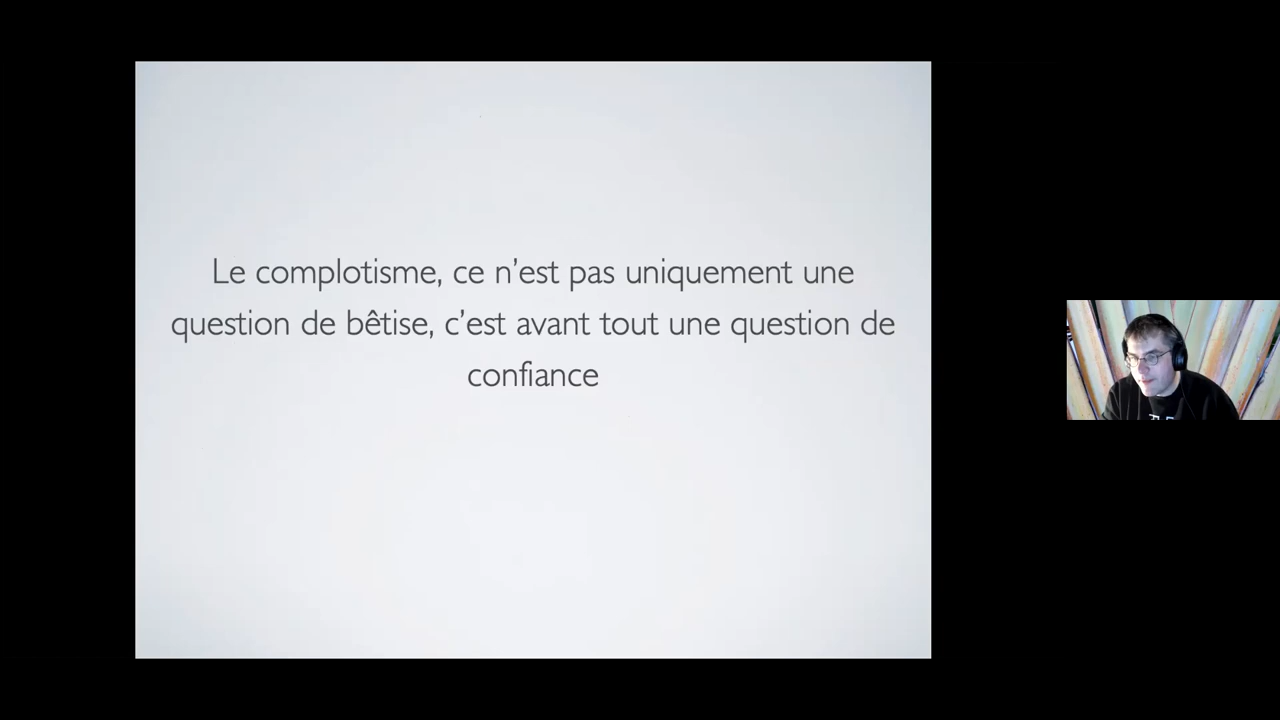 Le complotisme, ce n’est pas uniquement une
question de bêtise, c’est avant tout une question de
confiance